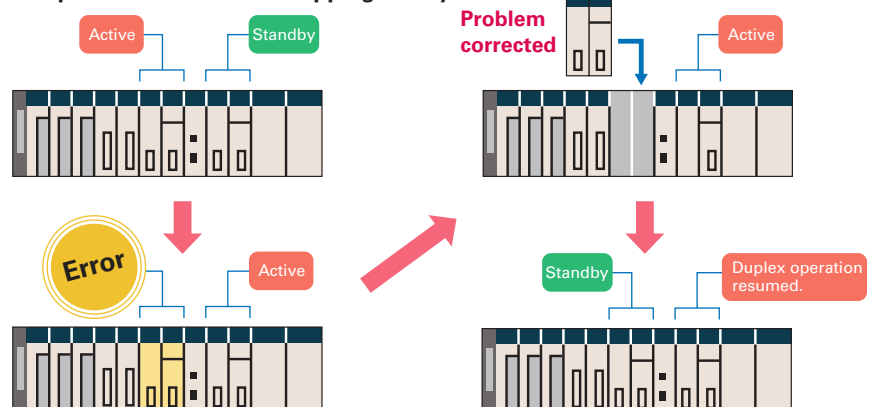 Active
Standby
Error
Active
Problem
corrected
Active
Standby
Duplex operation
resumed.